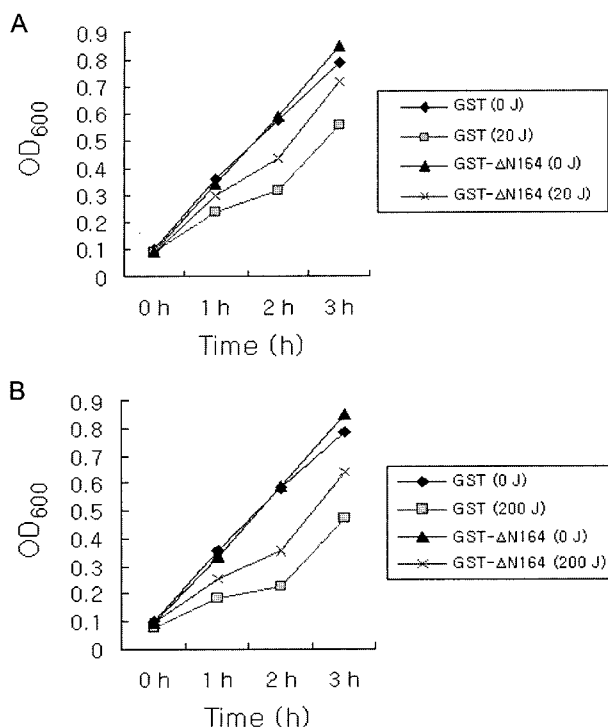 A
0.9
0.8
0.7
0.6
0.5
0.4
0.3
0.2
0.1
0
OD600
0 h 1 h 2 h 3 h
Time (h)
GST (0 J)
GST (20 J)
GST-ΔN164 (0 J)
GST-ΔN164 (20 J)
B
0.9
0.8
0.7
0.6
0.5
0.4
0.3
0.2
0.1
0
OD600
0 h 1 h 2 h 3 h
Time (h)
GST (0 J)
GST (200 J)
GST-ΔN164 (0 J)
GST-ΔN164 (200 J)